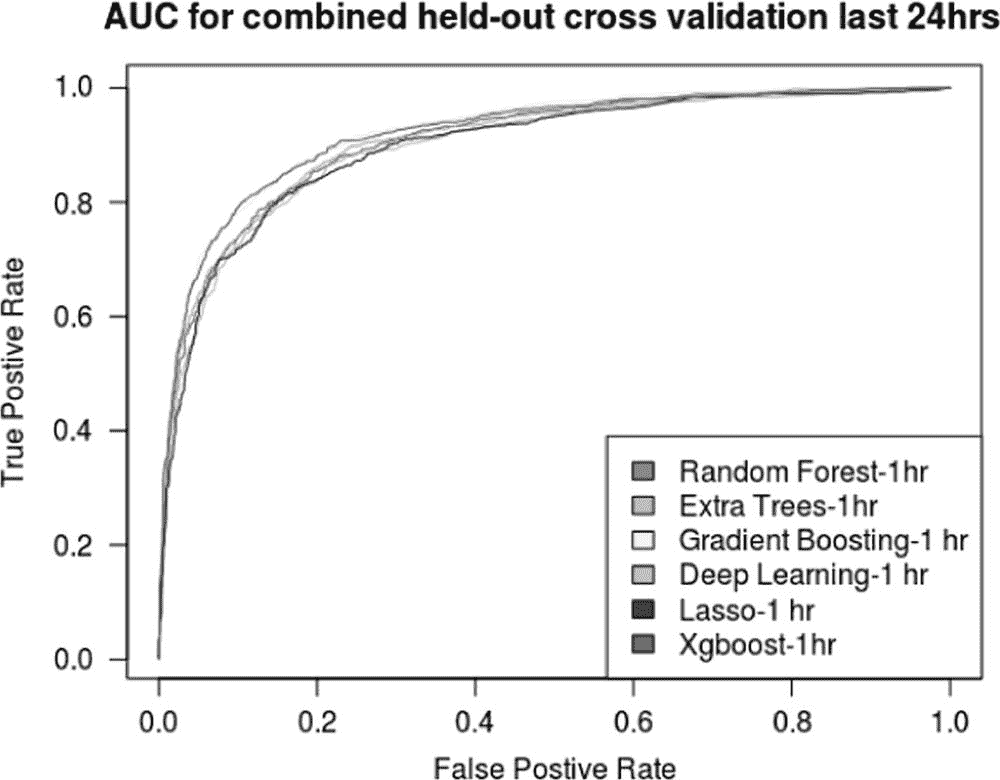 AUC for combined held-out cross validation last 24hrs
1.0
0.8
0.6
0.4
0.2
0.0
True Postive Rate
Random Forest-1hr
Extra Trees-1hr
Gradient Boosting-1 hr
Deep Learning-1 hr
Lasso-1 hr
Xgboost-1hr
0.0 0.2 0.4 0.6 0.8 1.0
False Postive Rate